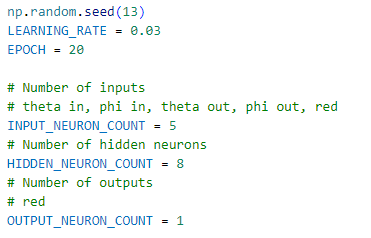 np.random.seed(13)
LEARNING_RATE = 0.03
EPOCH = 20
# Number of inputs
# theta in, phi in, theta out, phi out, red
INPUT_NEURON_COUNT = 5
# Number of hidden neurons
HIDDEN_NEURON_COUNT = 8
# Number of outputs
# red
OUTPUT_NEURON_COUNT = 1